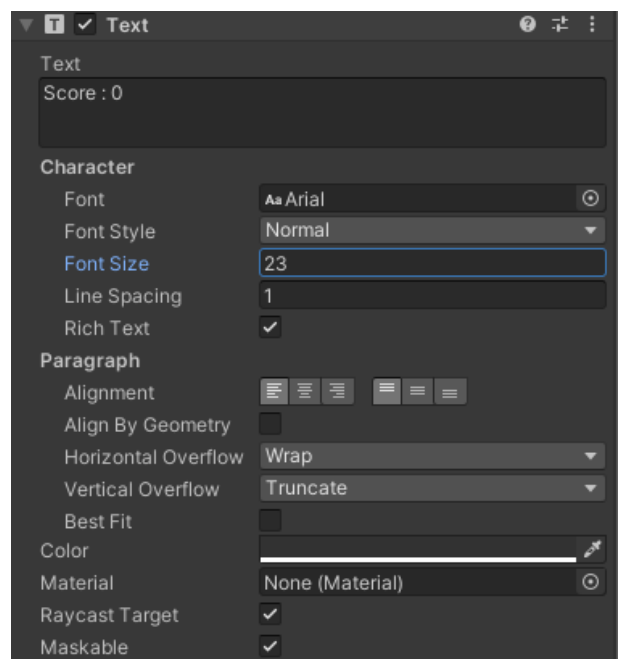 Text
Text
Score : 0
Character
Font Aa Arial
Font Style Normal
Font Size 23
Line Spacing 1
Rich Text
Paragraph
Alignment
Align By Geometry
Horizontal Overflow Wrap
Vertical Overflow Truncate
Best Fit
Color
Material None (Material)
Raycast Target
Maskable